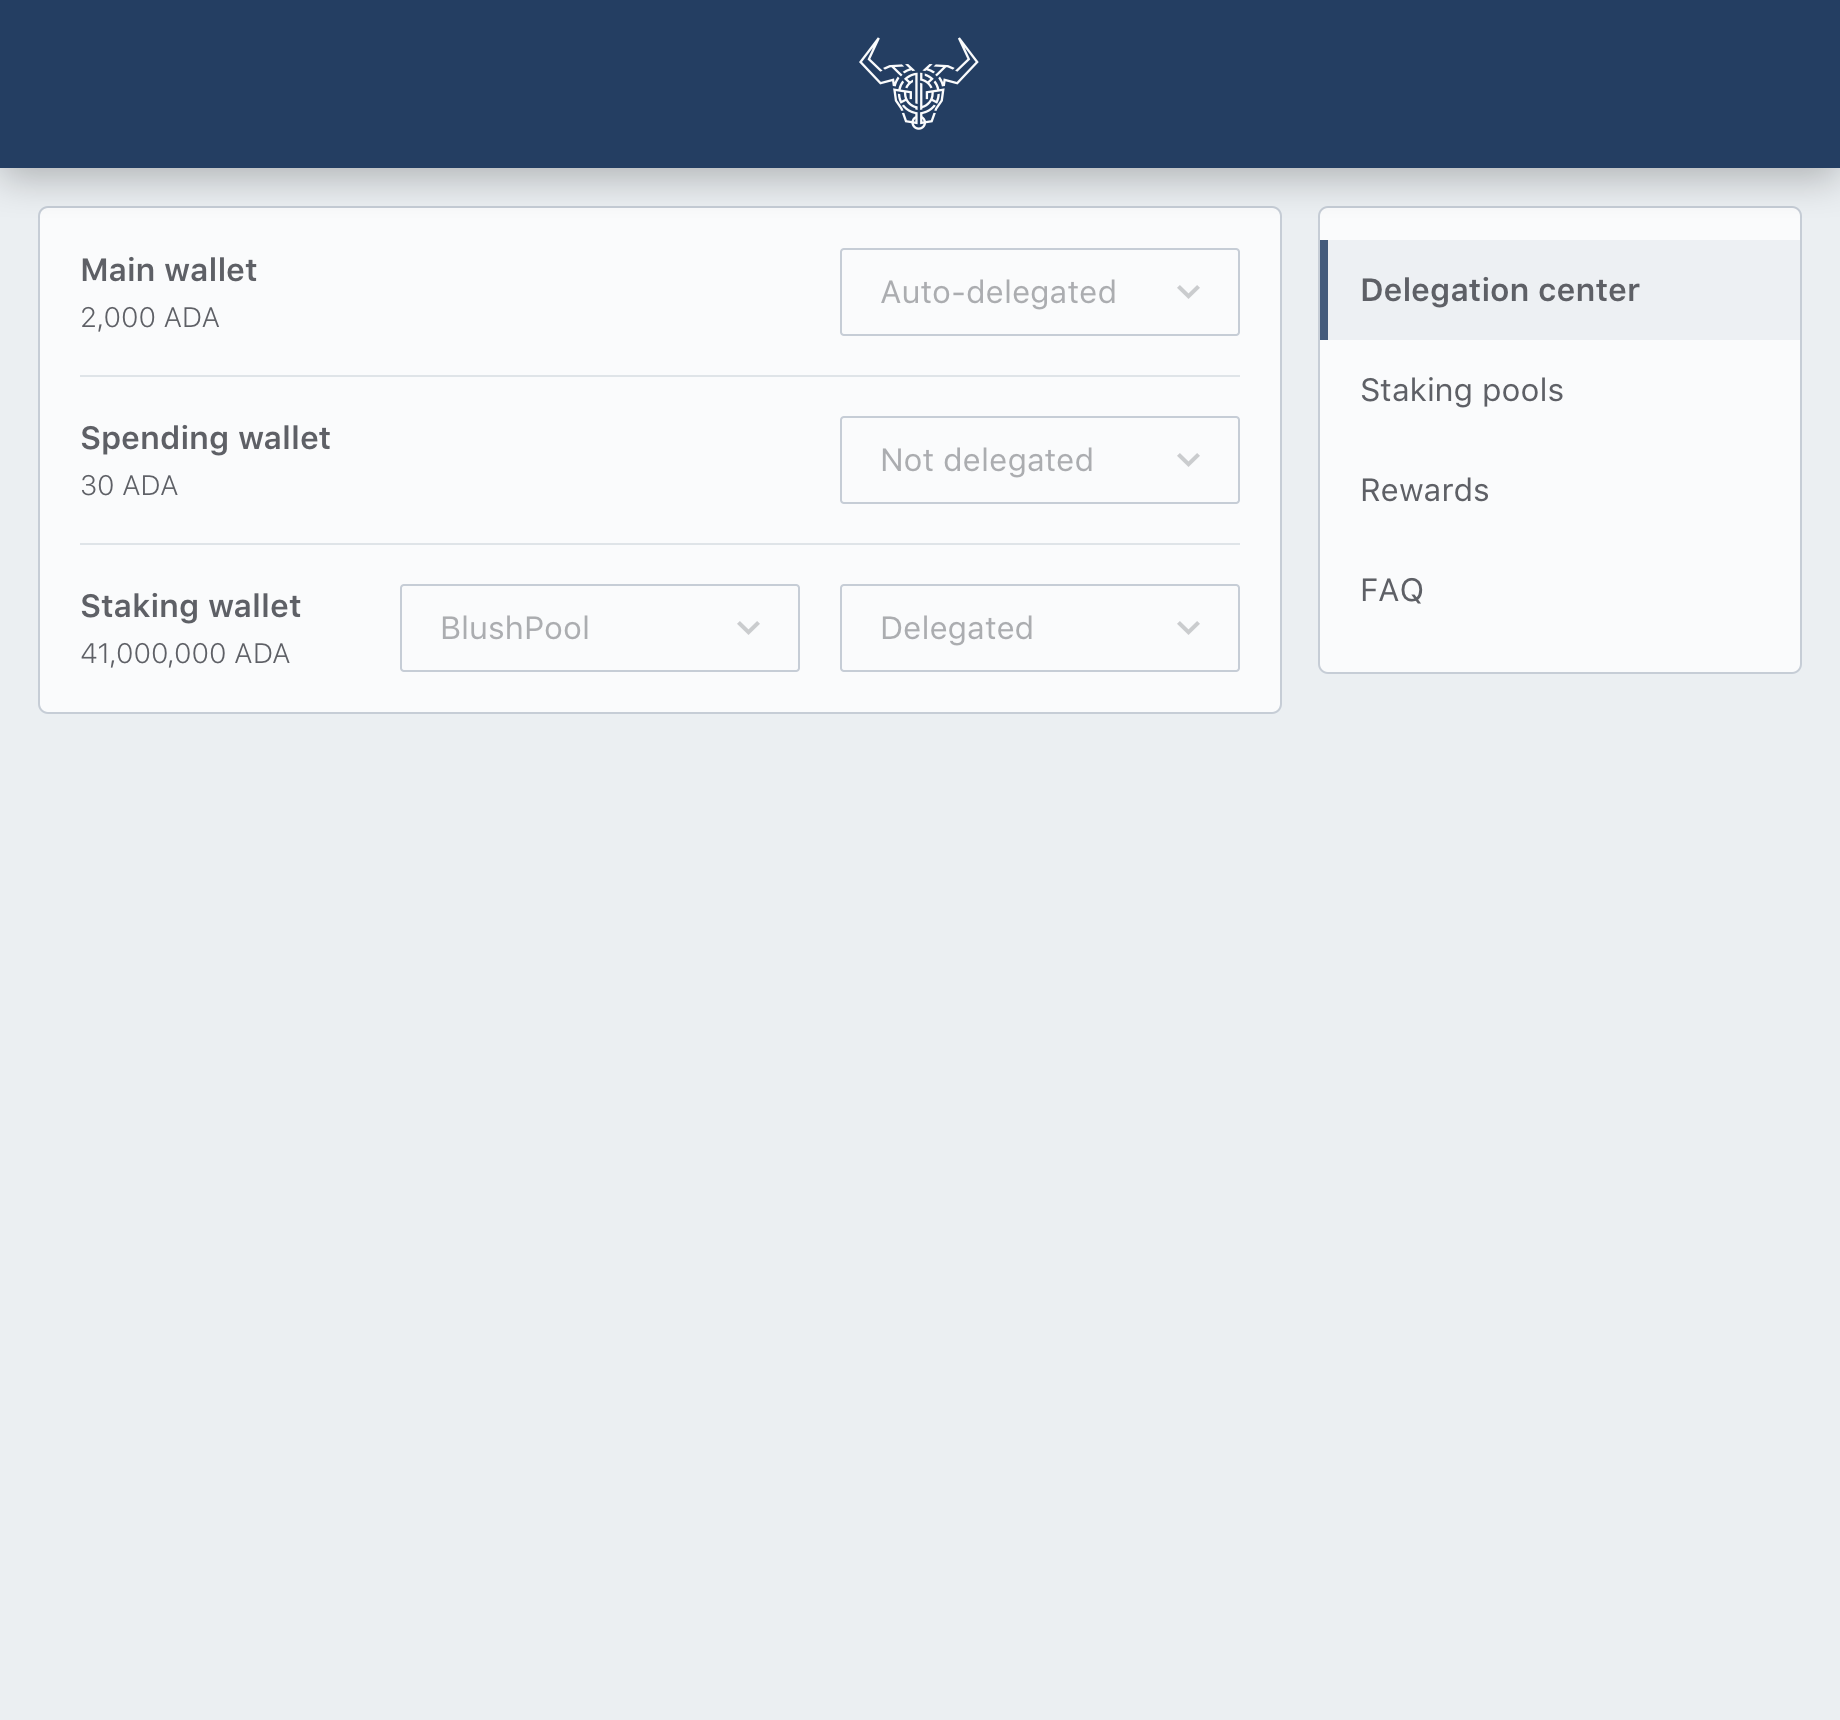 Main wallet
2,000 ADA
Auto-delegated
Spending wallet
30 ADA
Not delegated
Staking wallet
41,000,000 ADA
BlushPool
Delegated
Delegation center
Staking pools
Rewards
FAQ